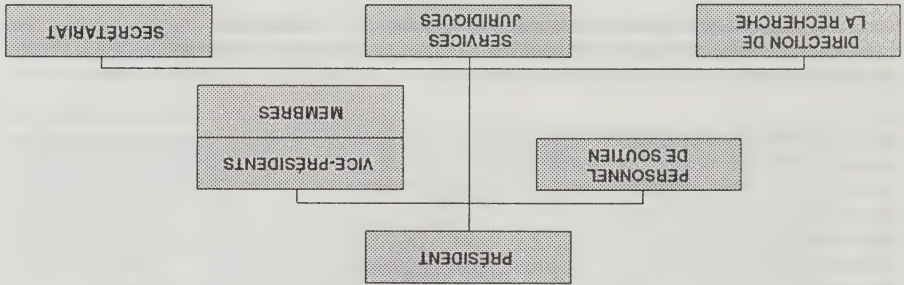 PRÉSIDENT
PERSONNEL
DE SOUTIEN
VICE-PRÉSIDENTS
MEMBRES
DIRECTION DE
LA RECHERCHE
SERVICES
JURIDIQUES
SECRÉTARIAT